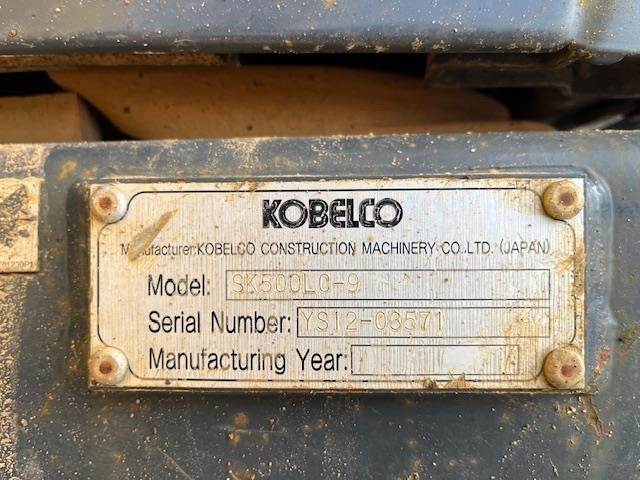 KOBELCO
Manufacturer:KOBELCO CONSTRUCTION MACHINERY CO.,LTD. (JAPAN)
Model: SK500LC-9
Serial Number: YS12-03571
Manufacturing Year: